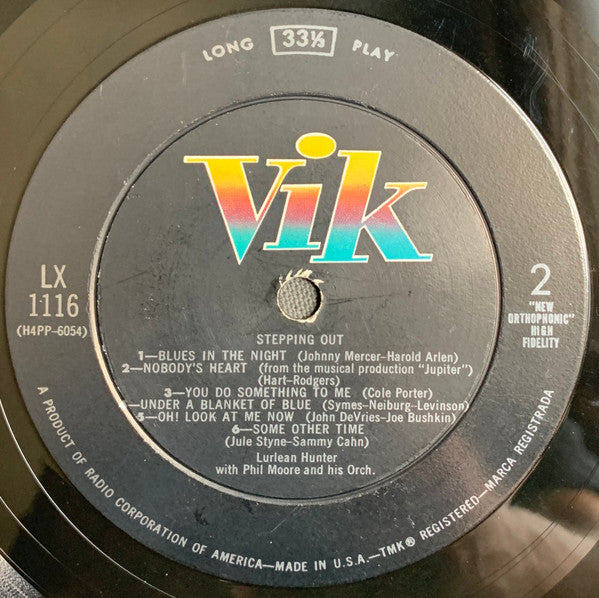 LONG 33⅓ PLAY
Vik
LX
1116
(H4PP-6054)
2
"NEW
ORTHOPHONIC"
HIGH
FIDELITY
STEPPING OUT
1—BLUES IN THE NIGHT (Johnny Mercer-Harold Arlen)
2—NOBODY'S HEART (from the musical production "Jupiter")
(Hart-Rodgers)
3—YOU DO SOMETHING TO ME (Cole Porter)
—UNDER A BLANKET OF BLUE (Symes-Neiburg-Levinson)
5—OH! LOOK AT ME NOW (John DeVries-Joe Bushkin)
6—SOME OTHER TIME
(Jule Styne-Sammy Cahn)
Lurlean Hunter
with Phil Moore and his Orch.
A PRODUCT OF RADIO CORPORATION OF AMERICA—MADE IN U.S.A.—TMK® REGISTERED—MARCA REGISTRADA